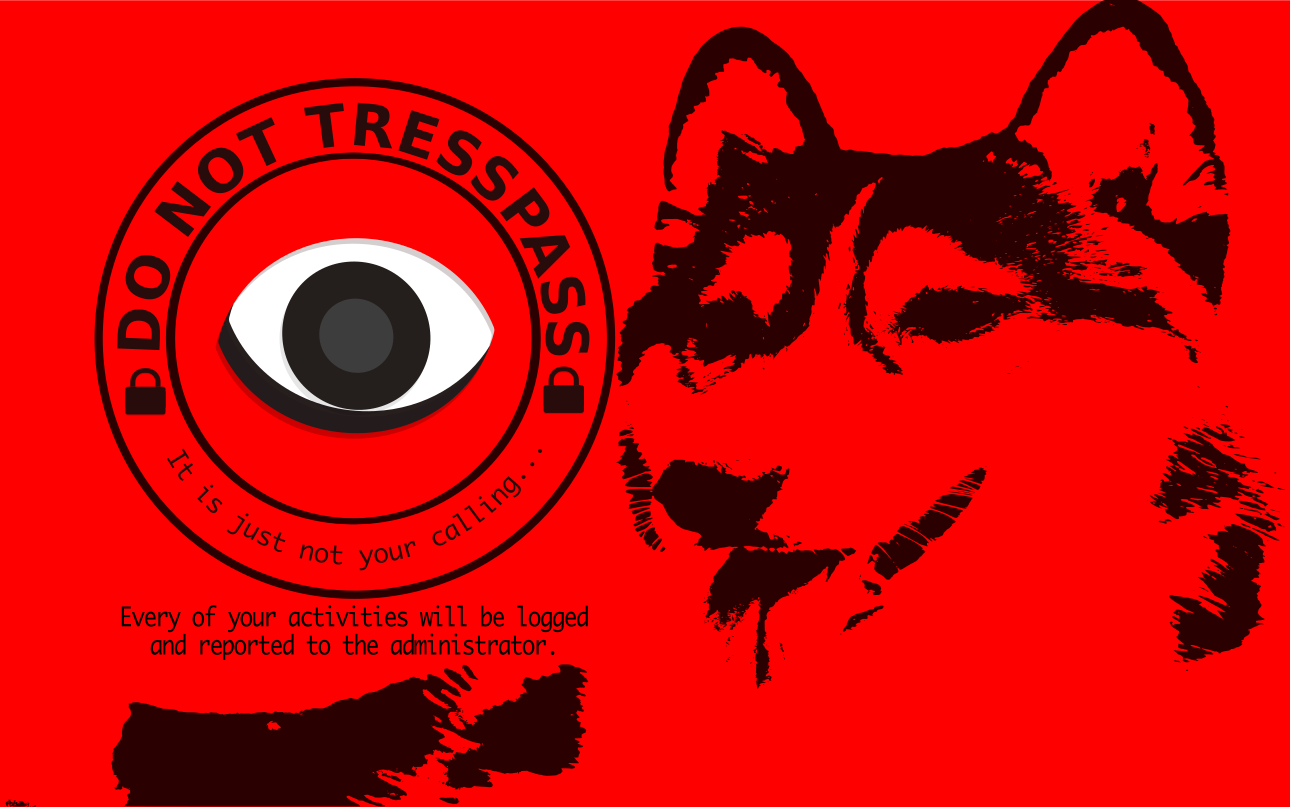 DO NOT TRESSPASS
It is just not your calling...
Every of your activities will be logged
and reported to the administrator.